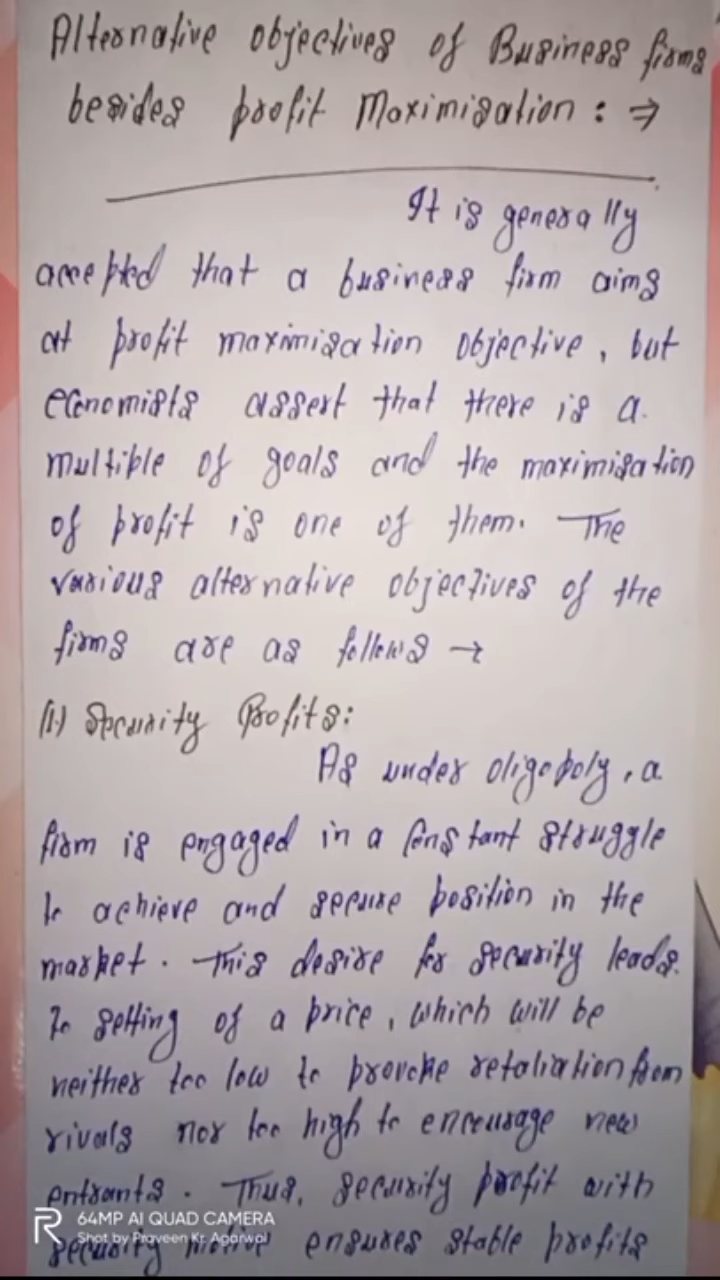 Alternative objectives of Business firms
besides profit Maximisation : ⇒
It is generally
accepted that a business firm aims
at profit maximisation objective, but
economists assert that there is a
multible of goals and the maximisation
of profit is one of them. The
various alternative objectives of the
firms are as follows →
(1.) Security Profits:
As under oligopoly, a
firm is engaged in a constant struggle
to achieve and secure position in the
market. This desire for security leads
to setting of a price, which will be
neither too low to provoke retaliation from
rivals nor too high to encourage new
entrants. Thus, security profit with
security motive ensures stable profits
64MP AI QUAD CAMERA
Shot by Praveen Kr. Agarwal